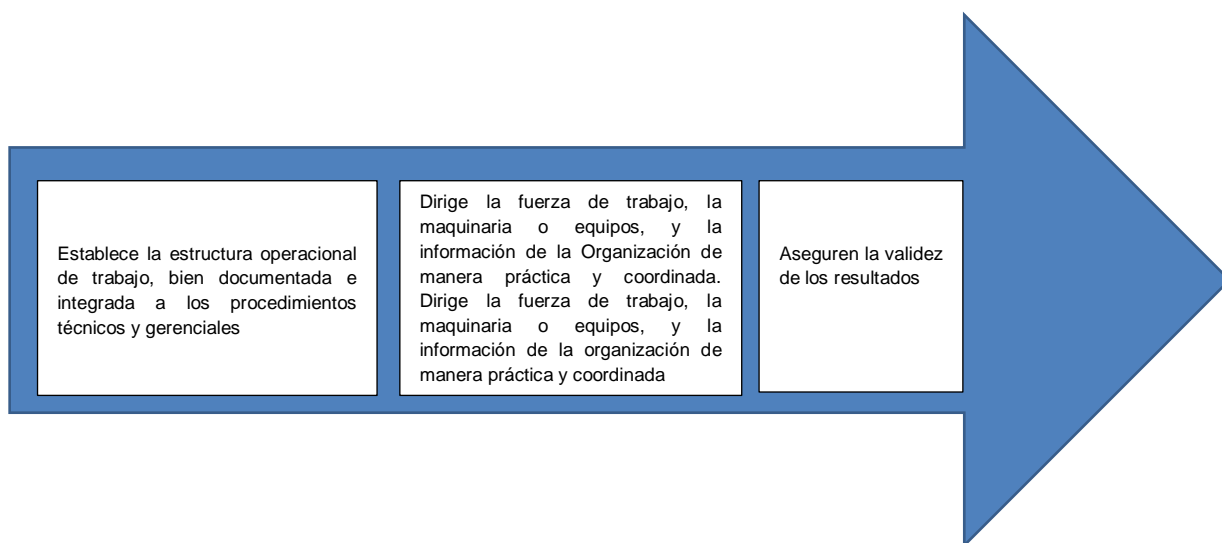 Establece la estructura operacional
de trabajo, bien documentada e
integrada a los procedimientos
técnicos y gerenciales
Dirige la fuerza de trabajo, la
maquinaria o equipos, y la
información de la Organización de
manera práctica y coordinada.
Dirige la fuerza de trabajo, la
maquinaria o equipos, y la
información de la organización de
manera práctica y coordinada
Aseguren la validez
de los resultados